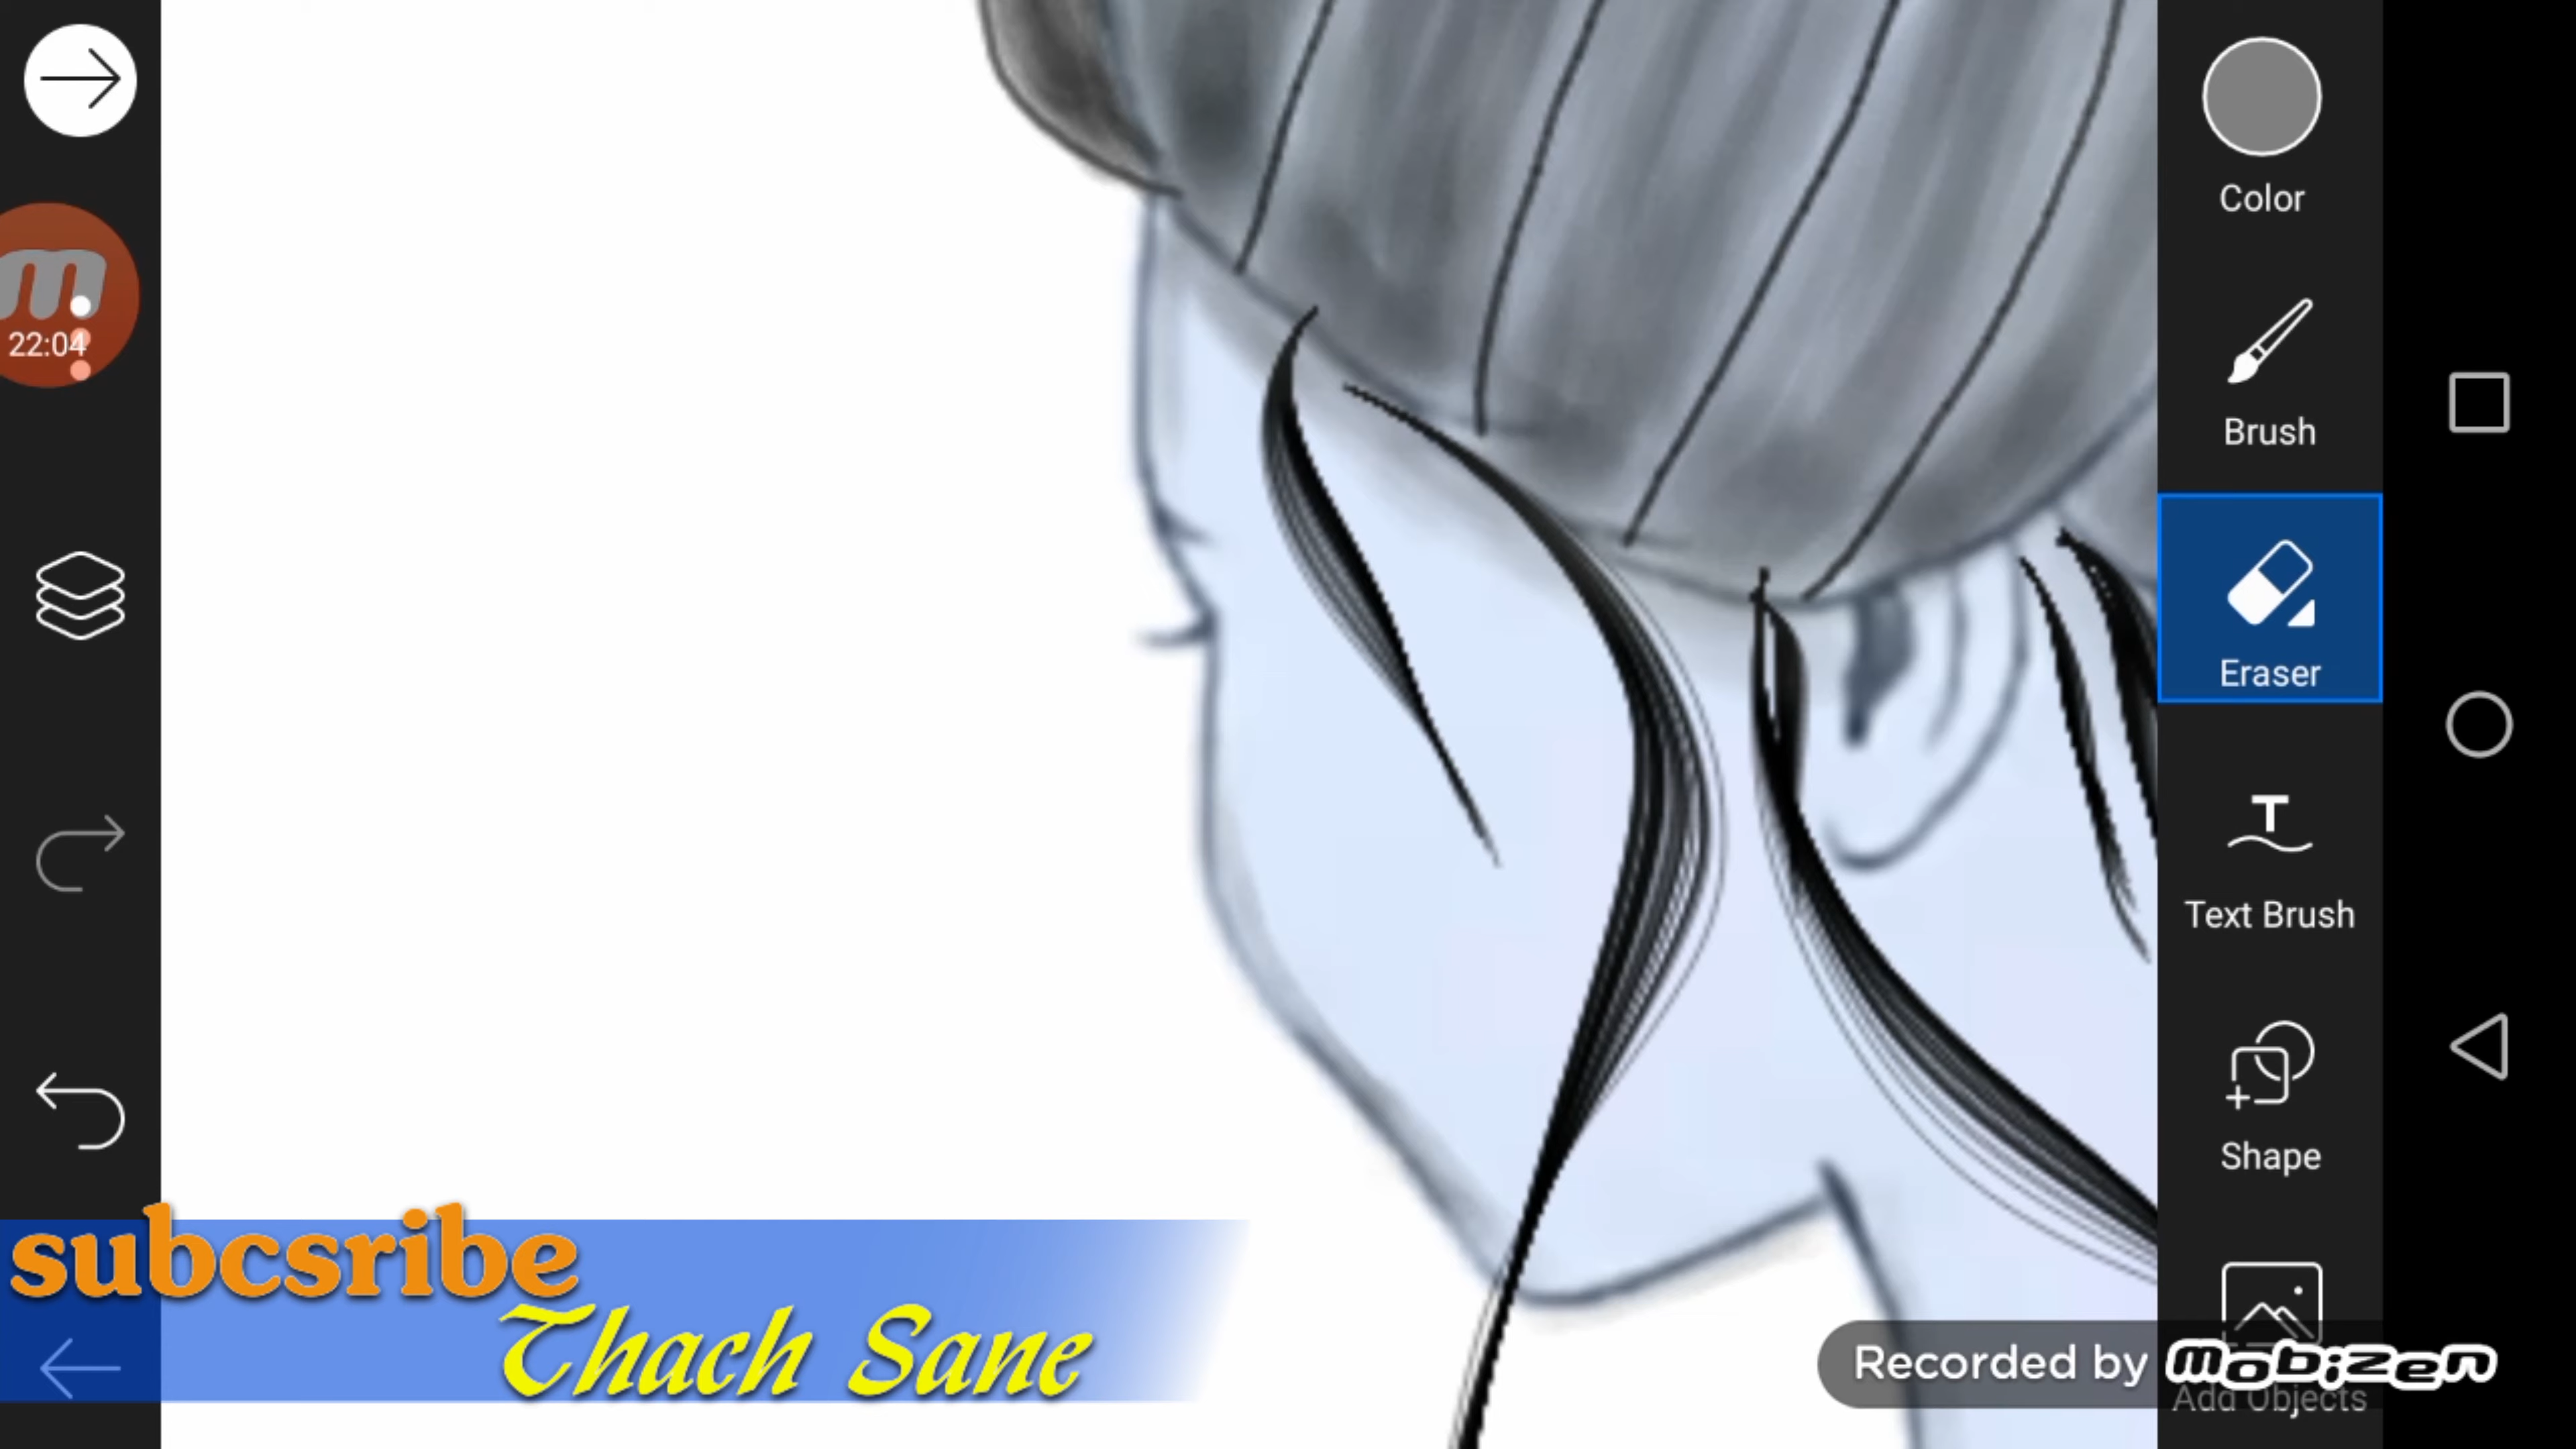 Color
m
22:04
Brush
Eraser
T
Text Brush
Shape
subcsribe
Thach Sane
Recorded by mobizen
Add Objects